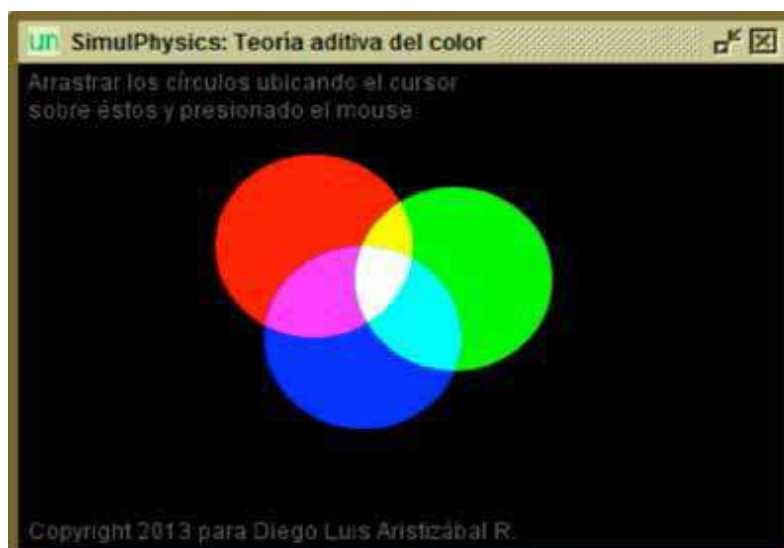 un SimulPhysics: Teoría aditiva del color
Arrastrar los círculos ubicando el cursor
sobre éstos y presionado el mouse
Copyright 2013 para Diego Luis Aristizábal R.